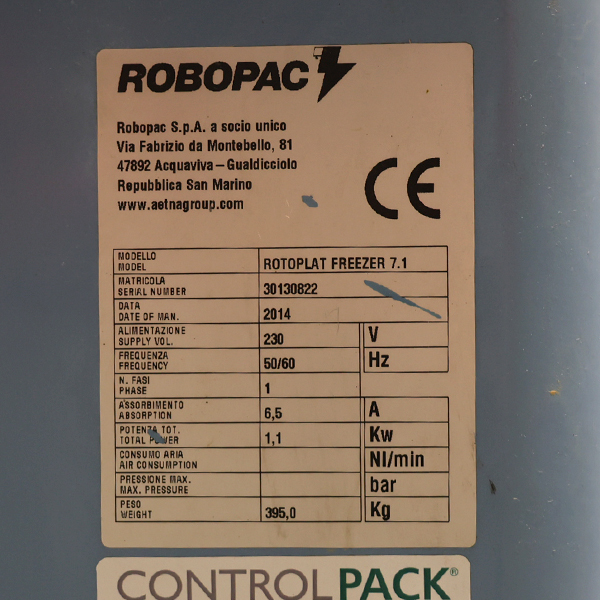 ROBOPAC
Robopac S.p.A. a socio unico
Via Fabrizio da Montebello, 81
47892 Acquaviva – Gualdicciolo
Repubblica San Marino
www.aetnagroup.com
CE
MODELLO
MODEL ROTOPLAT FREEZER 7.1
MATRICOLA
SERIAL NUMBER 30130822
DATA
DATE OF MAN. 2014
ALIMENTAZIONE
SUPPLY VOL. 230 V
FREQUENZA
FREQUENCY 50/60 Hz
N. FASI
PHASE 1
ASSORBIMENTO
ABSORPTION 6,5 A
POTENZA TOT.
TOTAL POWER 1,1 Kw
CONSUMO ARIA
AIR CONSUMPTION Nl/min
PRESSIONE MAX.
MAX. PRESSURE bar
PESO
WEIGHT 395,0 Kg
CONTROLPACK®